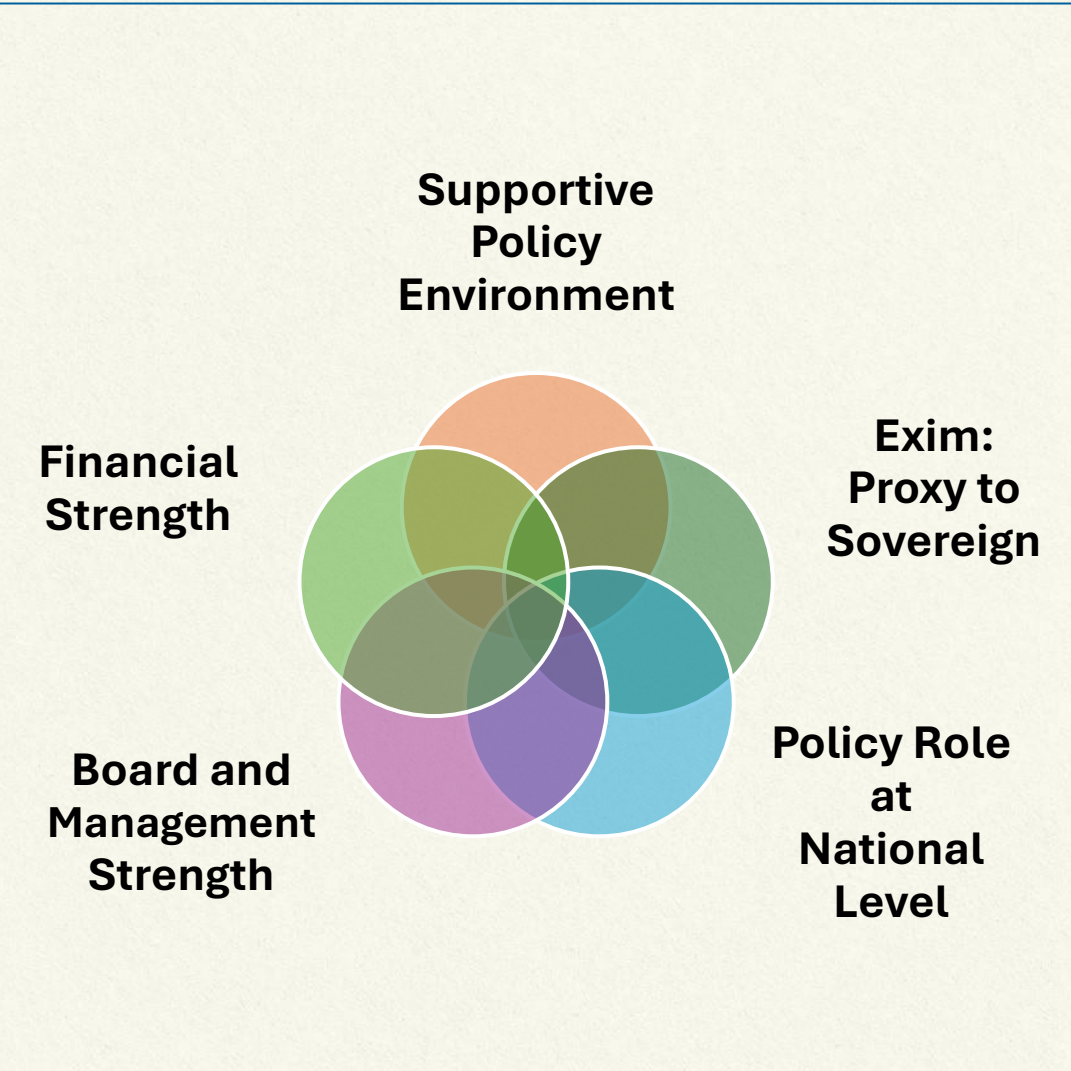 Supportive
Policy
Environment
Exim:
Proxy to
Sovereign
Policy Role
at
National
Level
Board and
Management
Strength
Financial
Strength